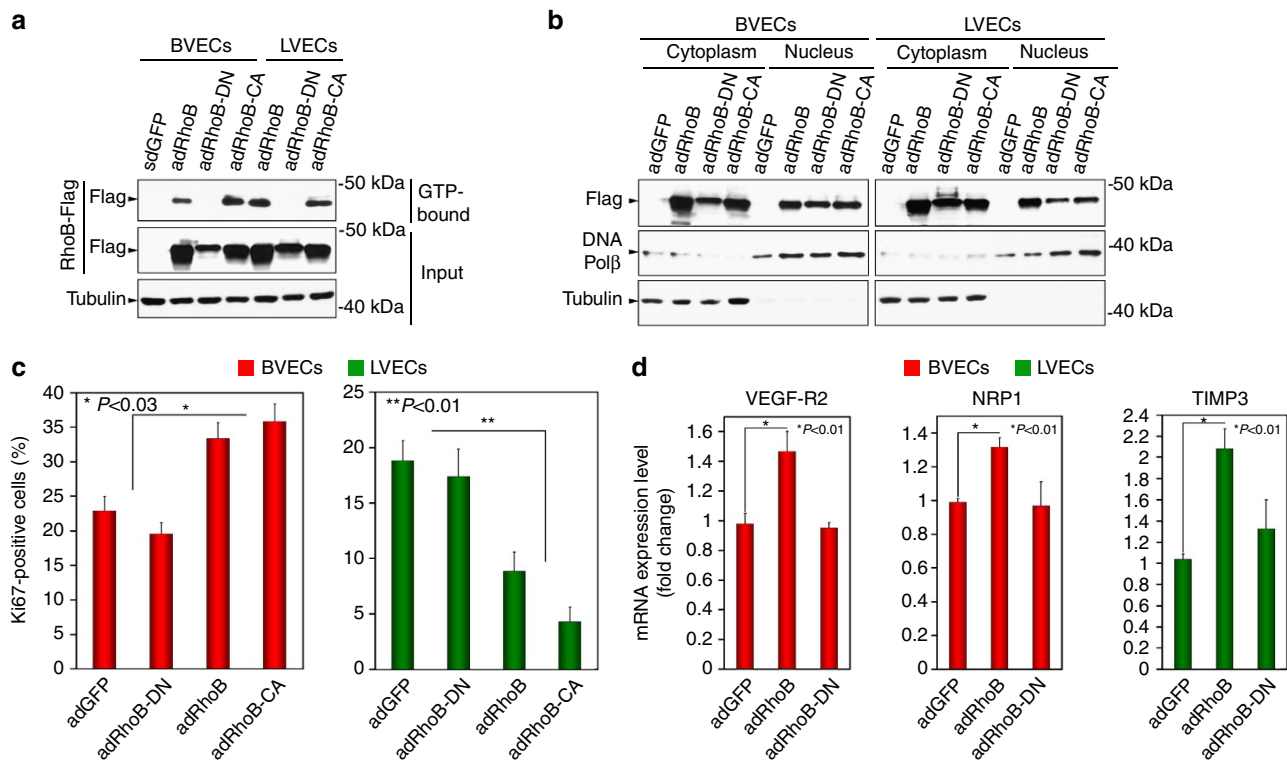 a
BVECs LVECs
sdGFP
adRhoB
adRhoB-DN
adRhoB-CA
adRhoB
adRhoB-DN
adRhoB-CA
RhoB-Flag
Flag
-50 kDa
GTP-
bound
-50 kDa
Flag
Input
Tubulin
-40 kDa
b
BVECs LVECs
Cytoplasm Nucleus Cytoplasm Nucleus
adGFP
adRhoB
adRhoB-DN
adRhoB-CA
adGFP
adRhoB
adRhoB-DN
adRhoB-CA
adGFP
adRhoB
adRhoB-DN
adRhoB-CA
adGFP
adRhoB
adRhoB-DN
adRhoB-CA
Flag
-50 kDa
DNA
Polβ
-40 kDa
Tubulin
-40 kDa
c
BVECs LVECs
Ki67-positive cells (%)
40
35
30
25
20
15
10
5
0
* P<0.03
*
adGFP
adRhoB-DN
adRhoB
adRhoB-CA
25
20
15
10
5
0
**P<0.01
**
adGFP
adRhoB-DN
adRhoB
adRhoB-CA
d
BVECs LVECs
mRNA expression level
(fold change)
VEGF-R2
1.6
1.4
1.2
1
0.8
0.6
0.4
0.2
0
*
*P<0.01
adGFP
adRhoB
adRhoB-DN
NRP1
1.4
1.2
1
0.8
0.6
0.4
0.2
0
*
*P<0.01
adGFP
adRhoB
adRhoB-DN
TIMP3
2.4
2.2
2
1.8
1.6
1.4
1.2
1
0.8
0.6
0.4
0.2
0
*
*P<0.01
adGFP
adRhoB
adRhoB-DN